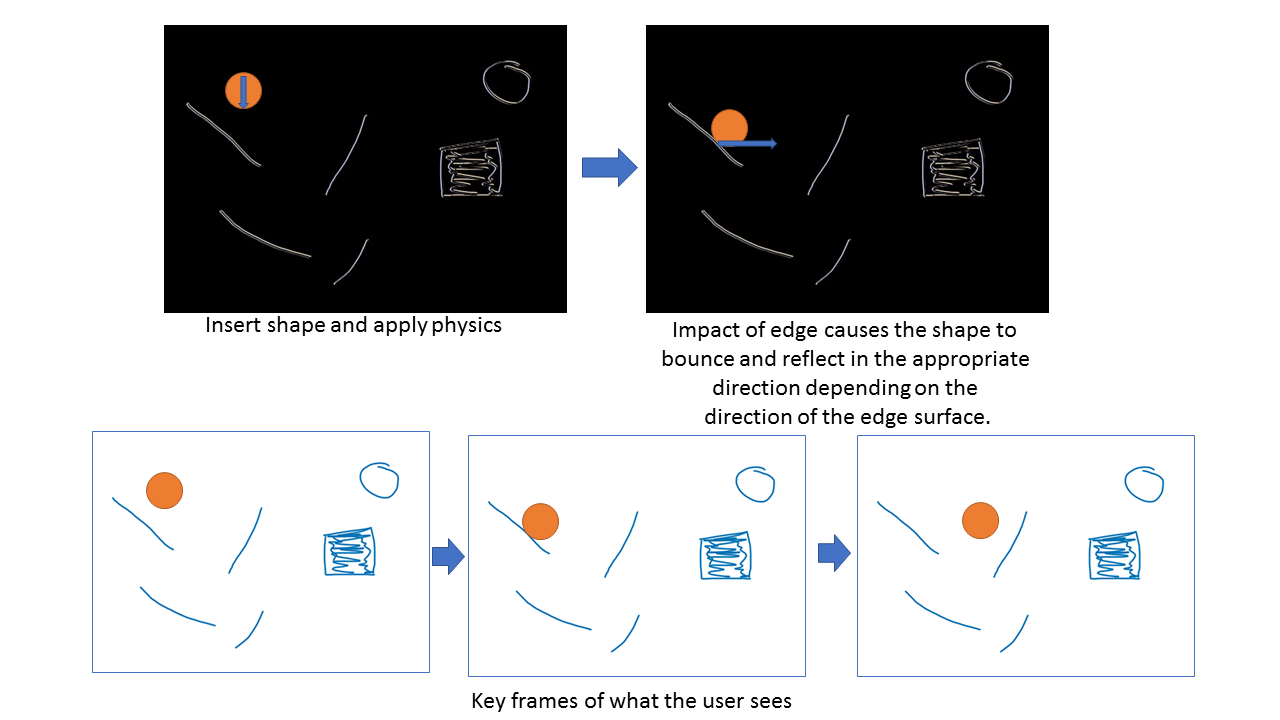 Insert shape and apply physics
Impact of edge causes the shape to
bounce and reflect in the appropriate
direction depending on the
direction of the edge surface.
Key frames of what the user sees